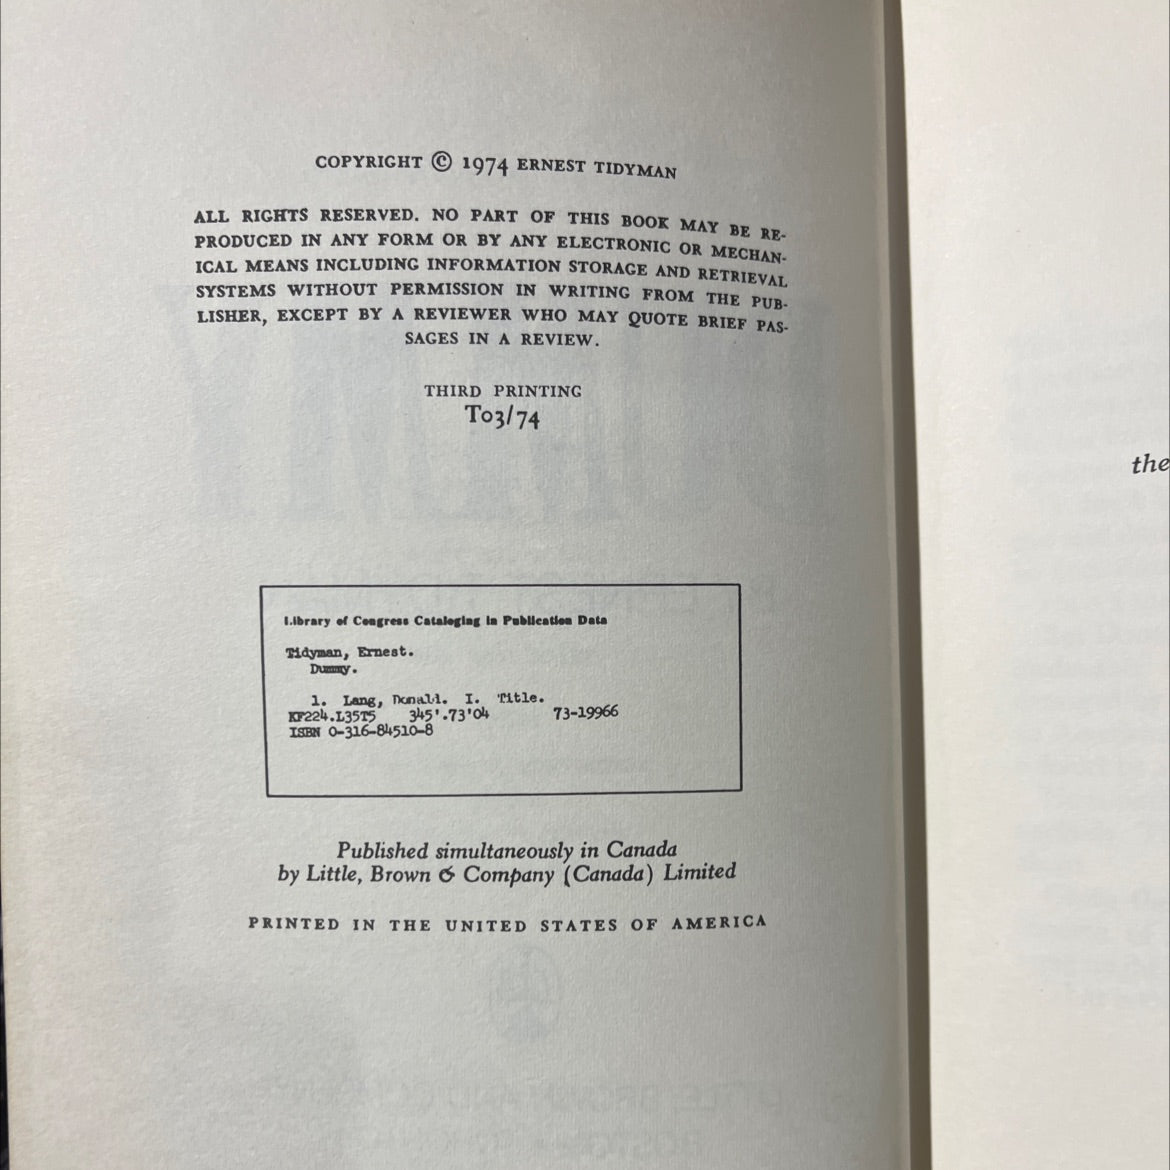 COPYRIGHT © 1974 ERNEST TIDYMAN
ALL RIGHTS RESERVED. NO PART OF THIS BOOK MAY BE RE-
PRODUCED IN ANY FORM OR BY ANY ELECTRONIC OR MECHAN-
ICAL MEANS INCLUDING INFORMATION STORAGE AND RETRIEVAL
SYSTEMS WITHOUT PERMISSION IN WRITING FROM THE PUB-
LISHER, EXCEPT BY A REVIEWER WHO MAY QUOTE BRIEF PAS-
SAGES IN A REVIEW.
THIRD PRINTING
T03/74
Library of Congress Cataloging in Publication Data
Tidyman, Ernest.
Dummy.
1. Lang, Donald. I. Title.
KF224.L35T5 345'.73'04 73-19966
ISBN 0-316-84510-8
Published simultaneously in Canada
by Little, Brown & Company (Canada) Limited
PRINTED IN THE UNITED STATES OF AMERICA
the